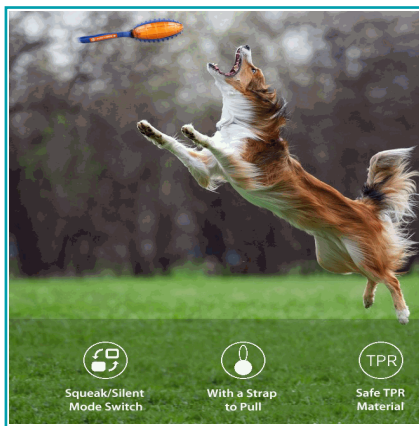 TPR
Squeak/Silent
Mode Switch
With a Strap
to Pull
Safe TPR
Material